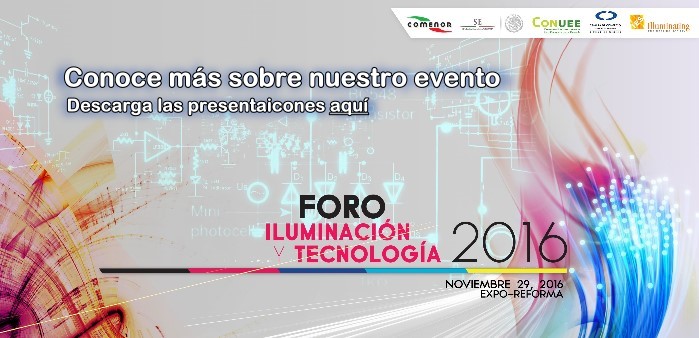 COMENOR
SE
CONUEE
Illuminating
Conoce más sobre nuestro evento
Descarga las presentaicones aquí
Mini
photocell
FORO
ILUMINACIÓN
Y TECNOLOGÍA 2016
NOVIEMBRE 29, 2016
EXPO-REFORMA